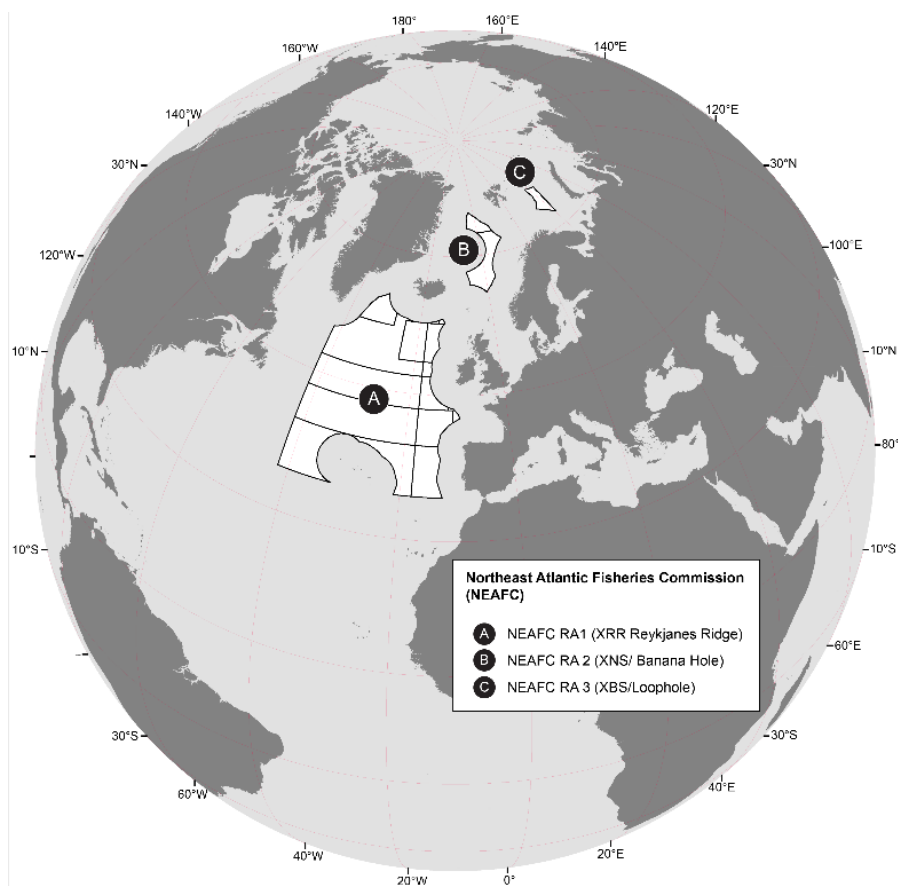 180°
160°E
160°W
140°E
140°W
120°E
30°N
30°N
C
120°W
100°E
B
10°N
10°N
A
80°
10°S
10°S
Northeast Atlantic Fisheries Commission
(NEAFC)
A NEAFC RA1 (XRR Reykjanes Ridge)
B NEAFC RA 2 (XNS/ Banana Hole)
C NEAFC RA 3 (XBS/Loophole)
60°E
30°S
30°S
60°W
40°E
40°W
20°E
20°W
0°